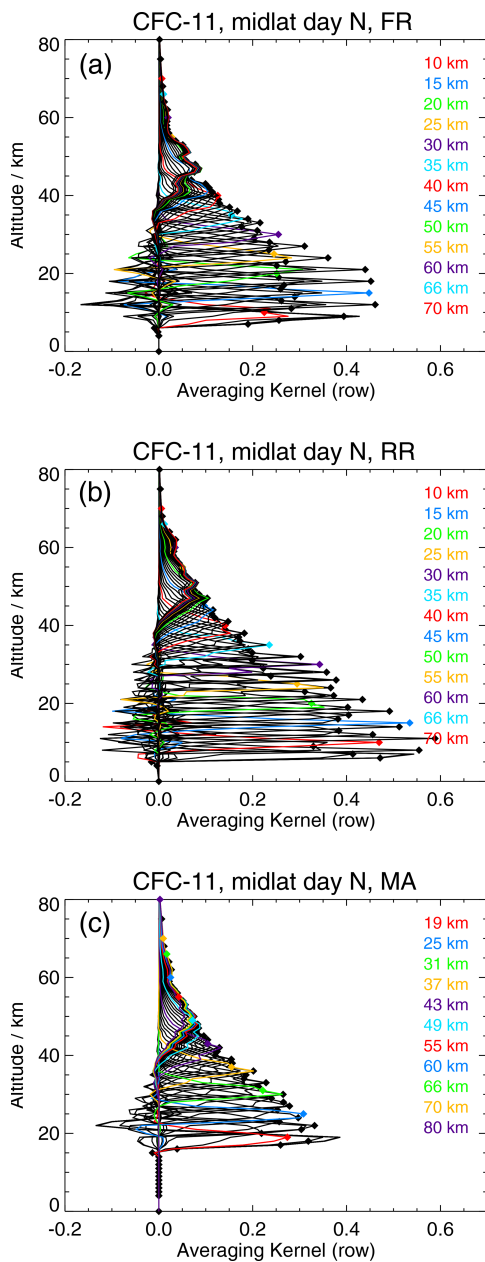 CFC-11, midlat day N, FR
(a)
80
60
40
20
0
Altitude / km
10 km
15 km
20 km
25 km
30 km
35 km
40 km
45 km
50 km
55 km
60 km
66 km
70 km
-0.2 0.0 0.2 0.4 0.6
Averaging Kernel (row)
CFC-11, midlat day N, RR
(b)
80
60
40
20
0
Altitude / km
10 km
15 km
20 km
25 km
30 km
35 km
40 km
45 km
50 km
55 km
60 km
66 km
70 km
-0.2 0.0 0.2 0.4 0.6
Averaging Kernel (row)
CFC-11, midlat day N, MA
(c)
80
60
40
20
0
Altitude / km
19 km
25 km
31 km
37 km
43 km
49 km
55 km
60 km
66 km
70 km
80 km
-0.2 0.0 0.2 0.4 0.6
Averaging Kernel (row)